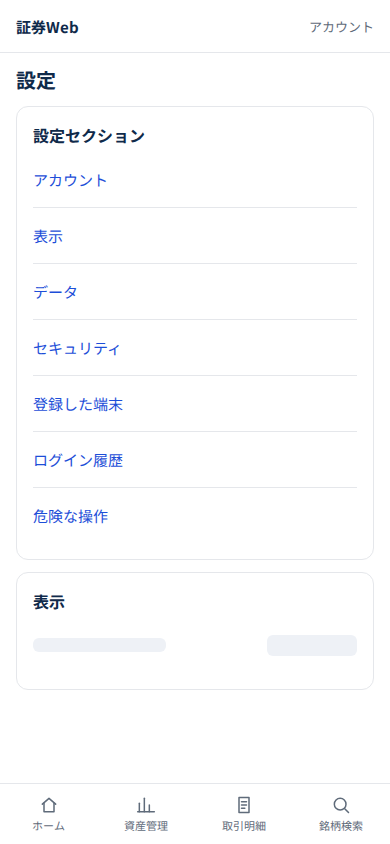 証券Web
アカウント
設定
設定セクション
アカウント
表示
データ
セキュリティ
登録した端末
ログイン履歴
危険な操作
表示
ホーム
資産管理
取引明細
銘柄検索